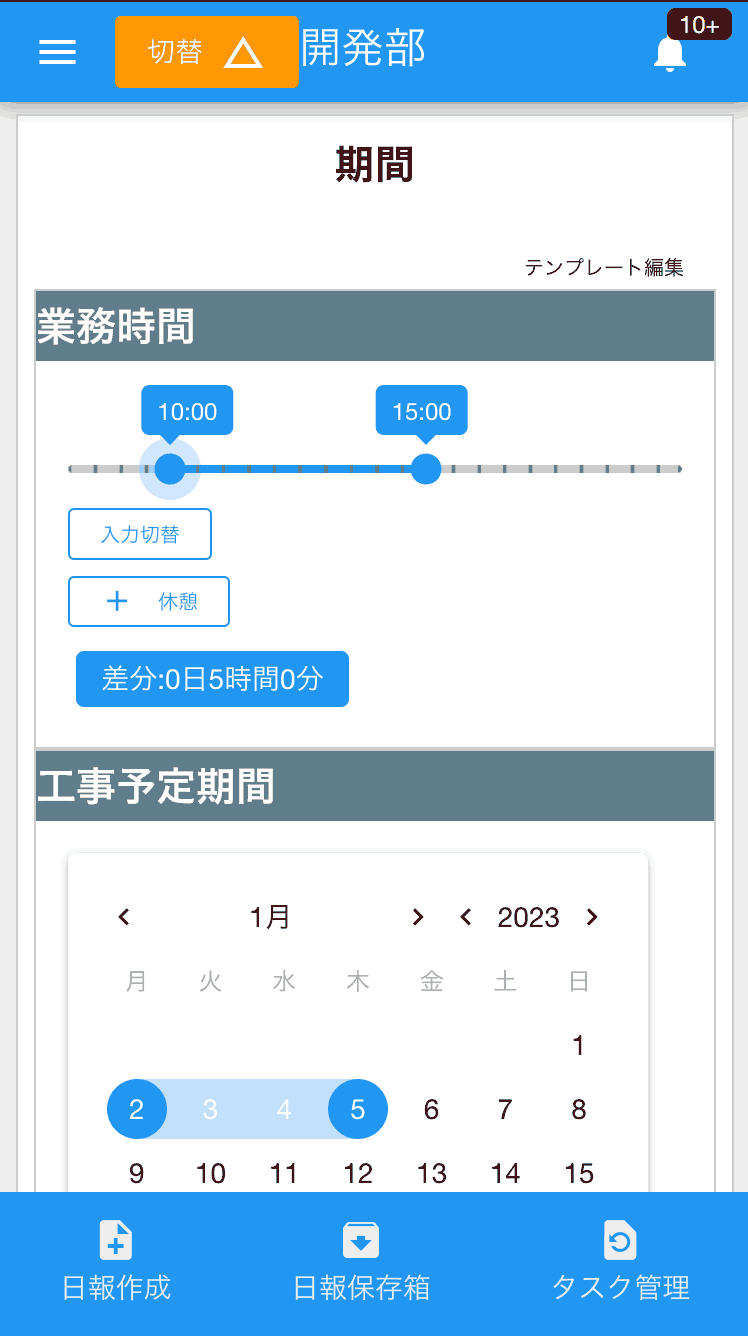 切替 開発部 10+
期間
テンプレート編集
業務時間
10:00 15:00
入力切替
+ 休憩
差分:0日5時間0分
工事予定期間
1月 2023
月 火 水 木 金 土 日
1
2 3 4 5 6 7 8
9 10 11 12 13 14 15
日報作成 日報保存箱 タスク管理